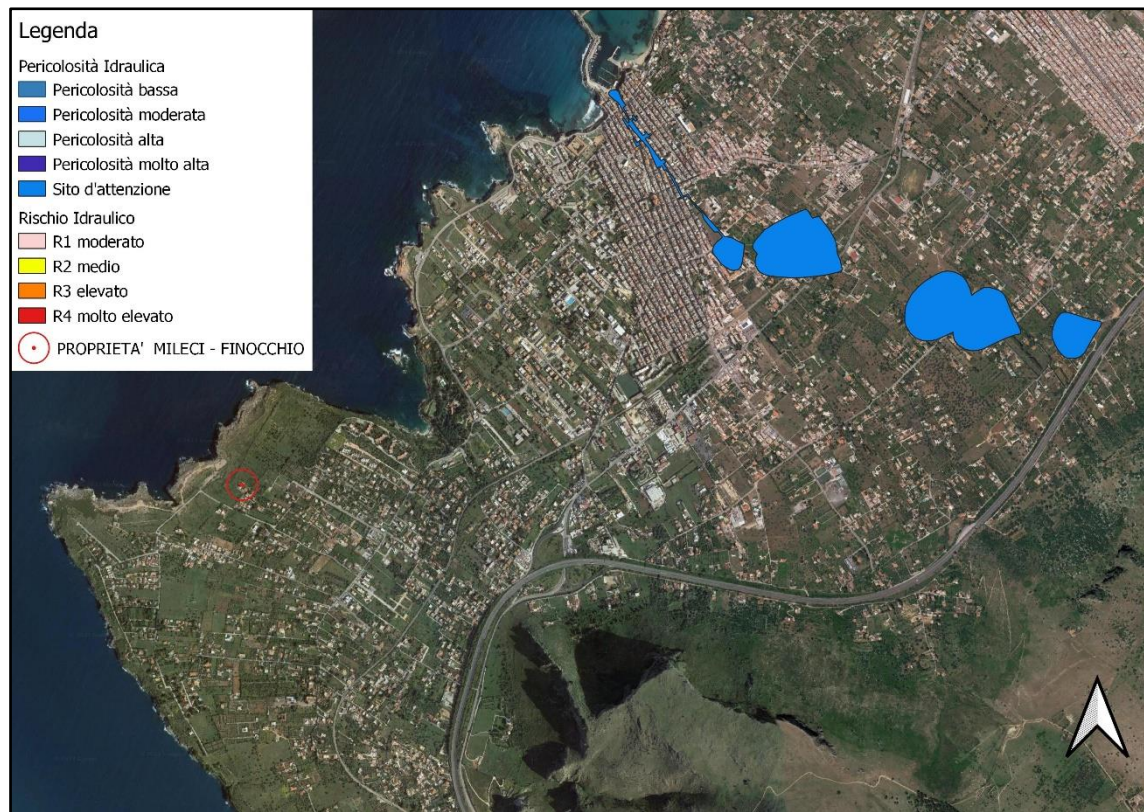 Legenda
Pericolosità Idraulica
Pericolosità bassa
Pericolosità moderata
Pericolosità alta
Pericolosità molto alta
Sito d'attenzione
Rischio Idraulico
R1 moderato
R2 medio
R3 elevato
R4 molto elevato
PROPRIETA' MILECI - FINOCCHIO